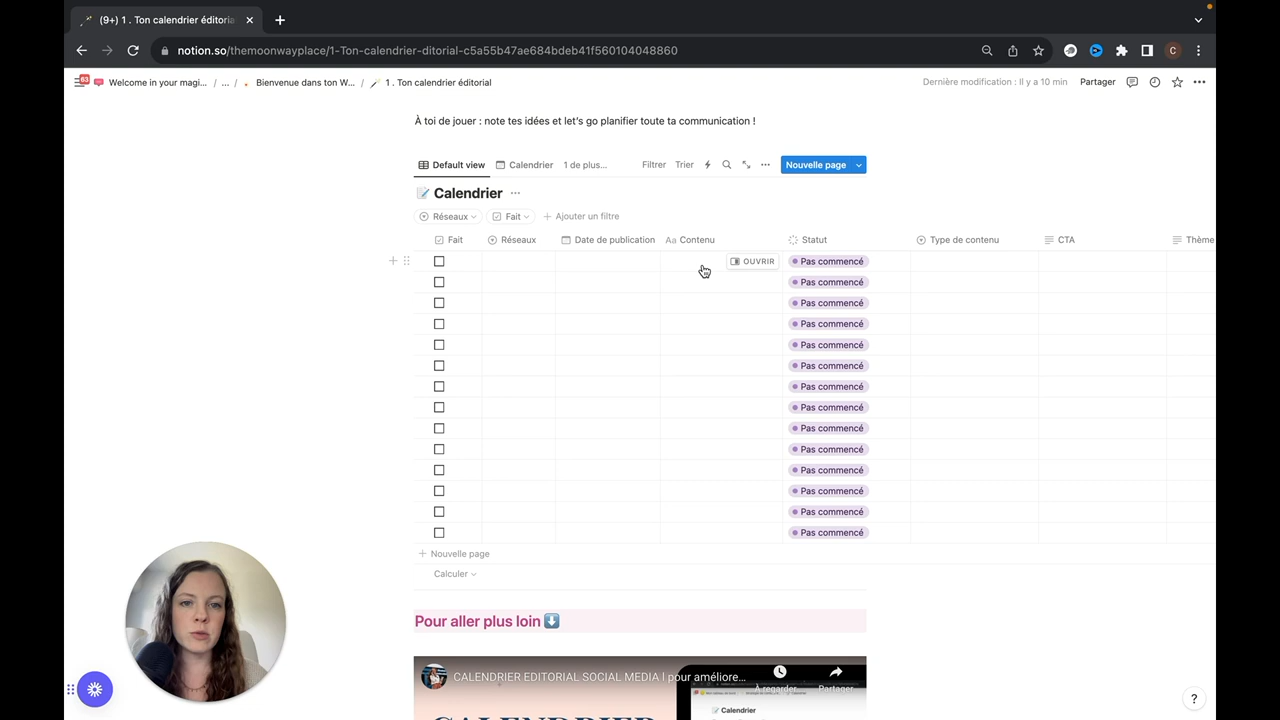 (9+) 1 . Ton calendrier éditoria
notion.so/themoonwayplace/1-Ton-calendrier-ditorial-c5a55b47ae684bdeb41f560104048860
C
63
Welcome in your magi... / ... / Bienvenue dans ton W... / 1 . Ton calendrier éditorial
Dernière modification : Il y a 10 min Partager
À toi de jouer : note tes idées et let's go planifier toute ta communication !
Default view Calendrier 1 de plus... Filtrer Trier Nouvelle page
Calendrier
Réseaux Fait Ajouter un filtre
Fait Réseaux Date de publication Aa Contenu Statut Type de contenu CTA Thème
OUVRIR Pas commencé
Pas commencé
Pas commencé
Pas commencé
Pas commencé
Pas commencé
Pas commencé
Pas commencé
Pas commencé
Pas commencé
Pas commencé
Pas commencé
Pas commencé
Pas commencé
Nouvelle page
Calculer
Pour aller plus loin
CALENDRIER EDITORIAL SOCIAL MEDIA I pour améliore...
À regarder... Partager
Calendrier
CALENDRIER
?